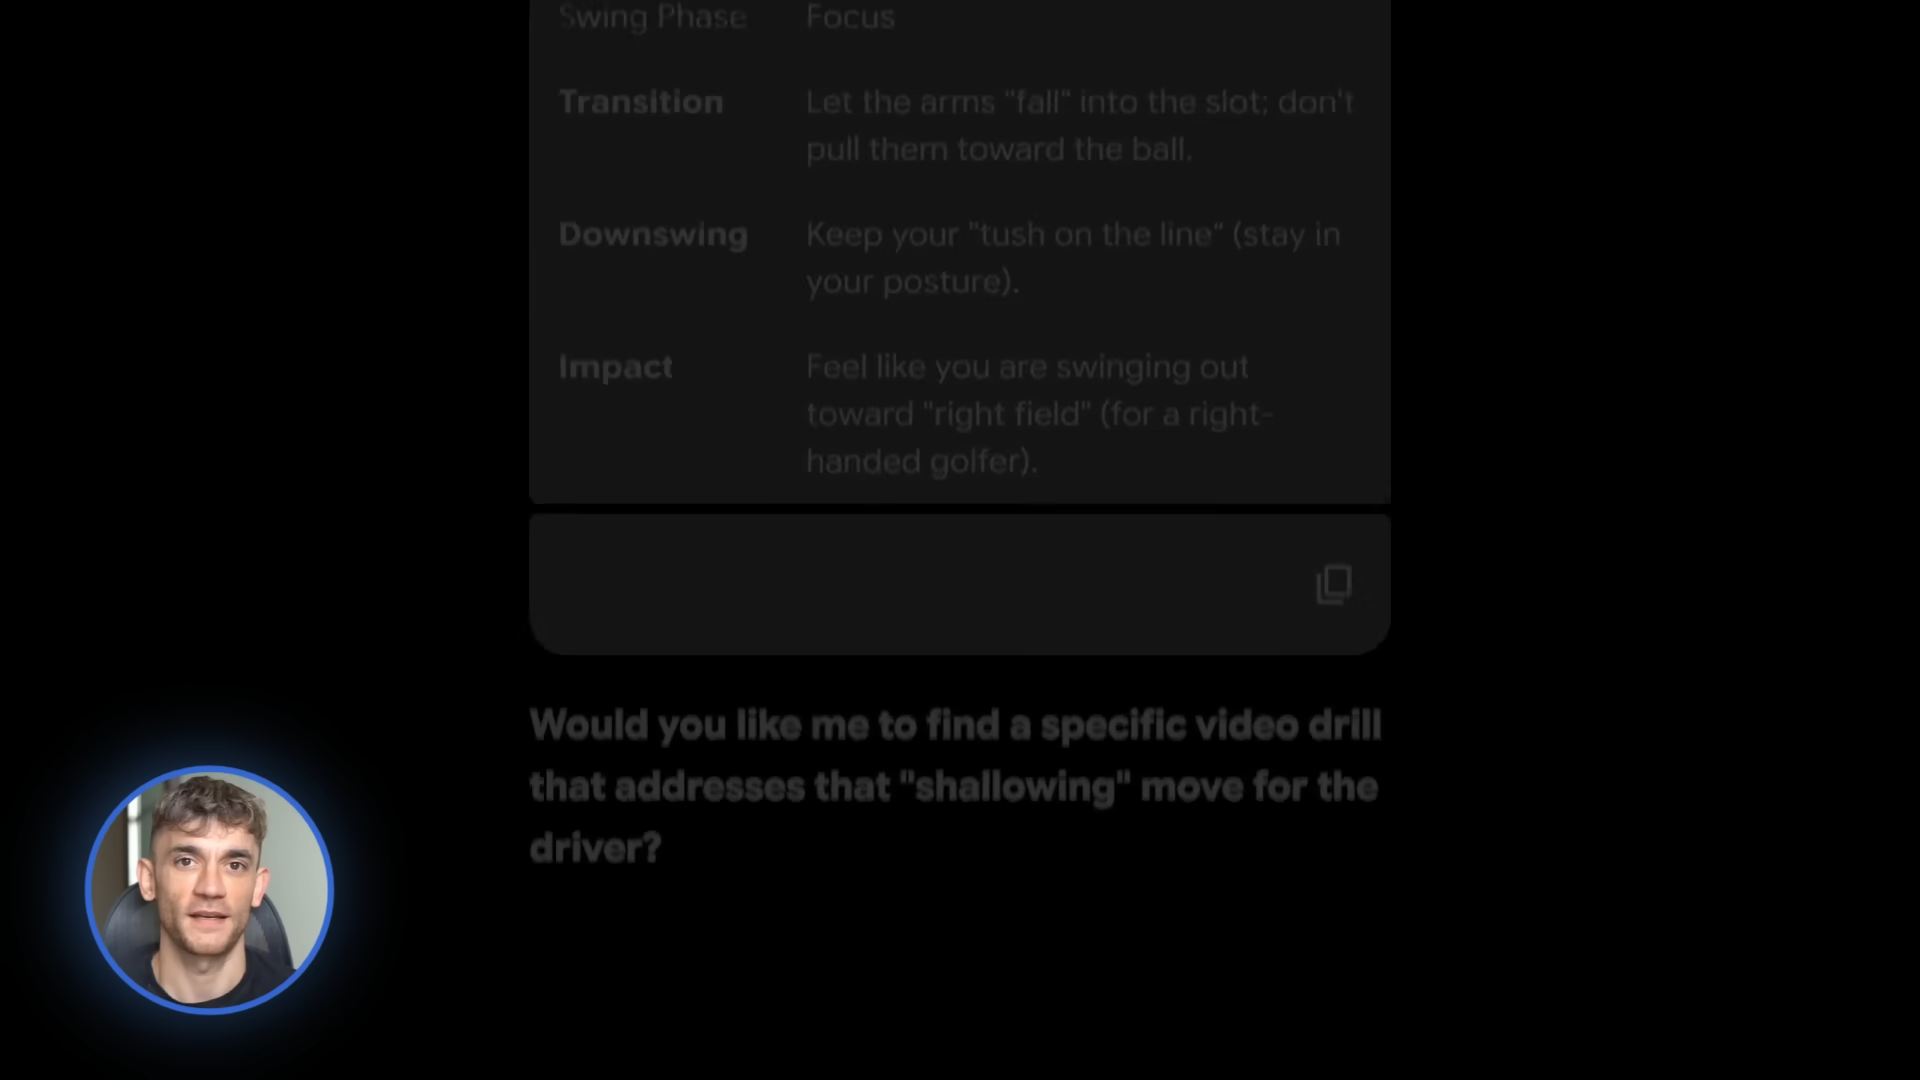 Swing Phase Focus
Transition Let the arms "fall" into the slot; don't
pull them toward the ball.
Downswing Keep your "tush on the line" (stay in
your posture).
Impact Feel like you are swinging out
toward "right field" (for a right-
handed golfer).
Would you like me to find a specific video drill
that addresses that "shallowing" move for the
driver?